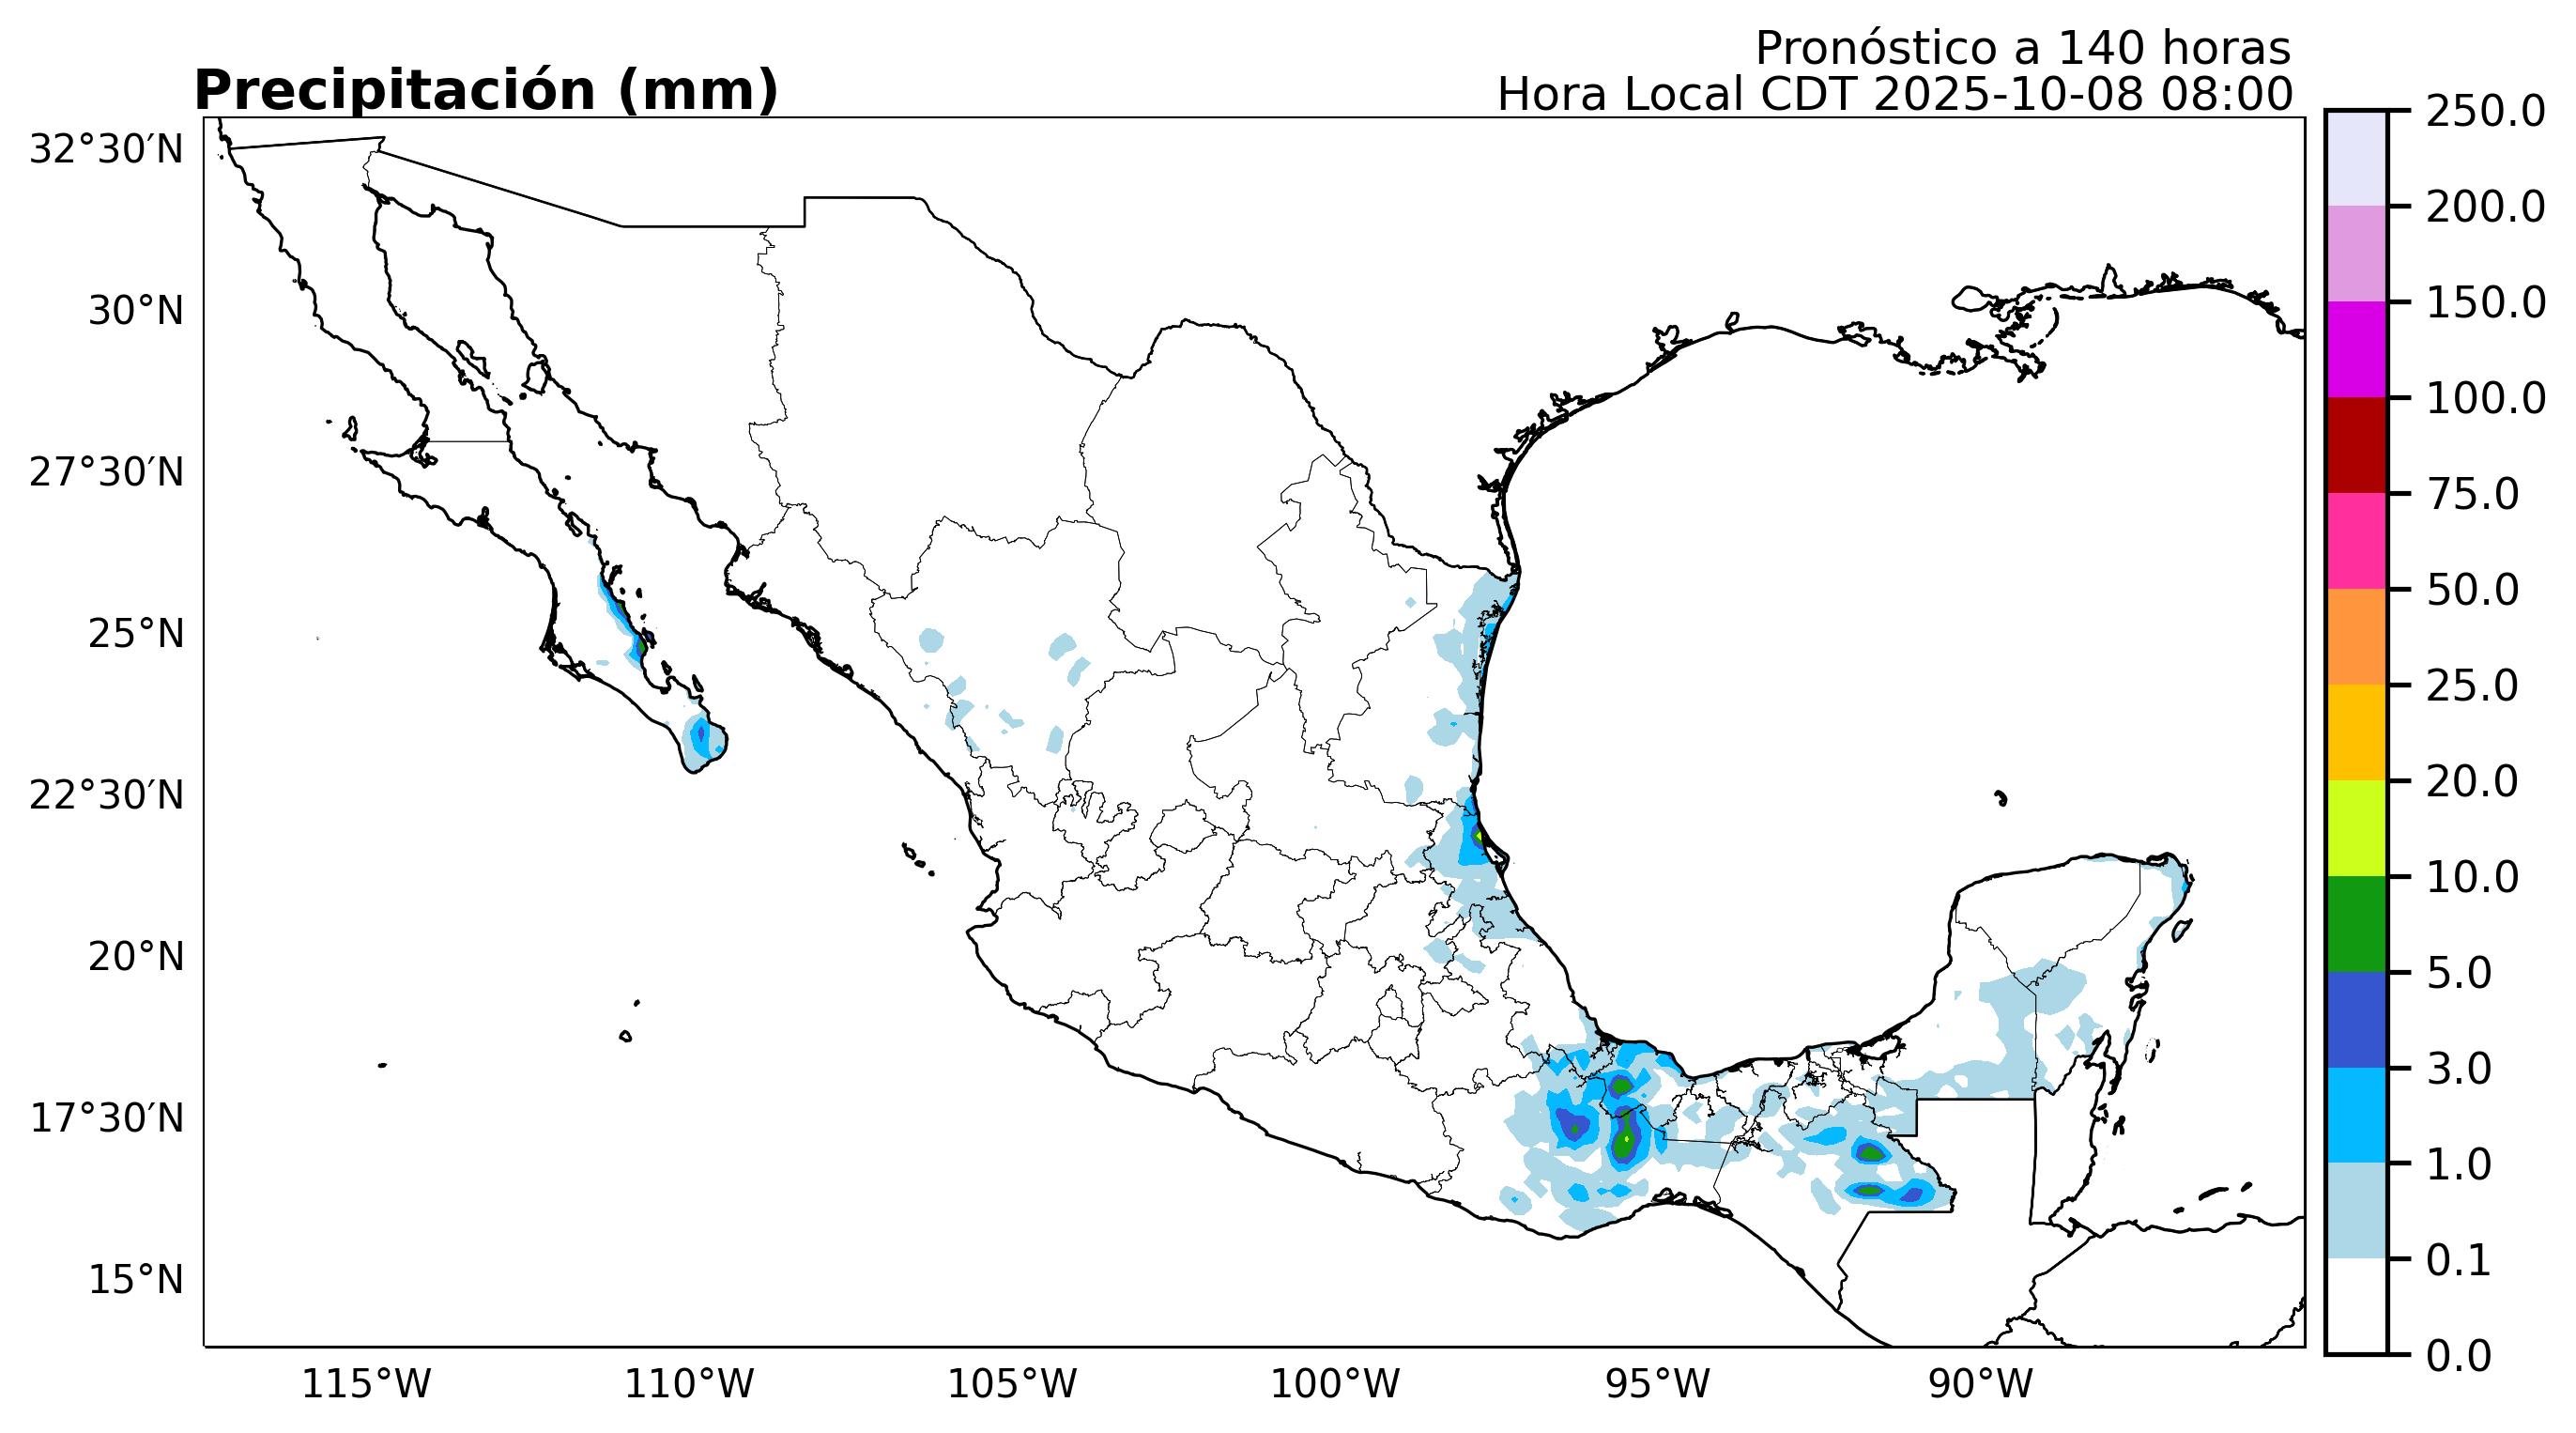 Pronóstico a 140 horas
Precipitación (mm)
Hora Local CDT 2025-10-08 08:00
32°30′N
30°N
27°30′N
25°N
22°30′N
20°N
17°30′N
15°N
115°W
110°W
105°W
100°W
95°W
90°W
250.0
200.0
150.0
100.0
75.0
50.0
25.0
20.0
10.0
5.0
3.0
1.0
0.1
0.0